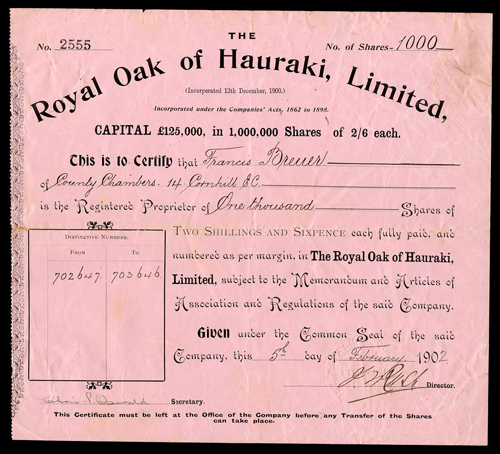 THE
No. 2555
No. of Shares- 1000
Royal Oak of Hauraki, Limited,
(Incorporated 13th December, 1900.)
Incorporated under the Companies' Acts, 1862 to 1898.
CAPITAL £125,000, in 1,000,000 Shares of 2/6 each.
This is to Certify that Francis Breuer
of County Chambers. 14 Cornhill E.C.
is the Registered Proprietor of One thousand Shares of
Two Shillings and Sixpence each fully paid, and
numbered as per margin, in The Royal Oak of Hauraki,
Limited, subject to the Memorandum and Articles of
Association and Regulations of the said Company.
Distinctive Numbers.
From To
702647. 703646.
Given under the Common Seal of the said
Company, this 5th day of February 1902
Director.
Oswald Secretary.
This Certificate must be left at the Office of the Company before any Transfer of the Shares
can take place.